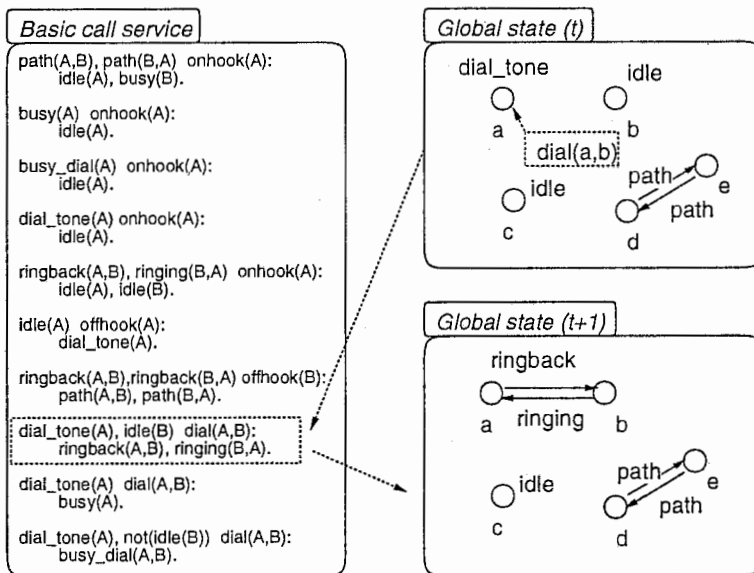 Basic call service
path(A,B), path(B,A) onhook(A):
idle(A), busy(B).
busy(A) onhook(A):
idle(A).
busy_dial(A) onhook(A):
idle(A).
dial_tone(A) onhook(A):
idle(A).
ringback(A,B), ringing(B,A) onhook(A):
idle(A), idle(B).
idle(A) offhook(A):
dial_tone(A).
ringback(A,B),ringback(B,A) offhook(B):
path(A,B), path(B,A).
dial_tone(A), idle(B) dial(A,B):
ringback(A,B), ringing(B,A).
dial_tone(A) dial(A,B):
busy(A).
dial_tone(A), not(idle(B)) dial(A,B):
busy_dial(A,B).
Global state (t)
dial_tone
idle
a
b
dial(a,b)
idle
c
path
path
e
d
Global state (t+1)
ringback
a
b
ringing
idle
c
path
path
e
d